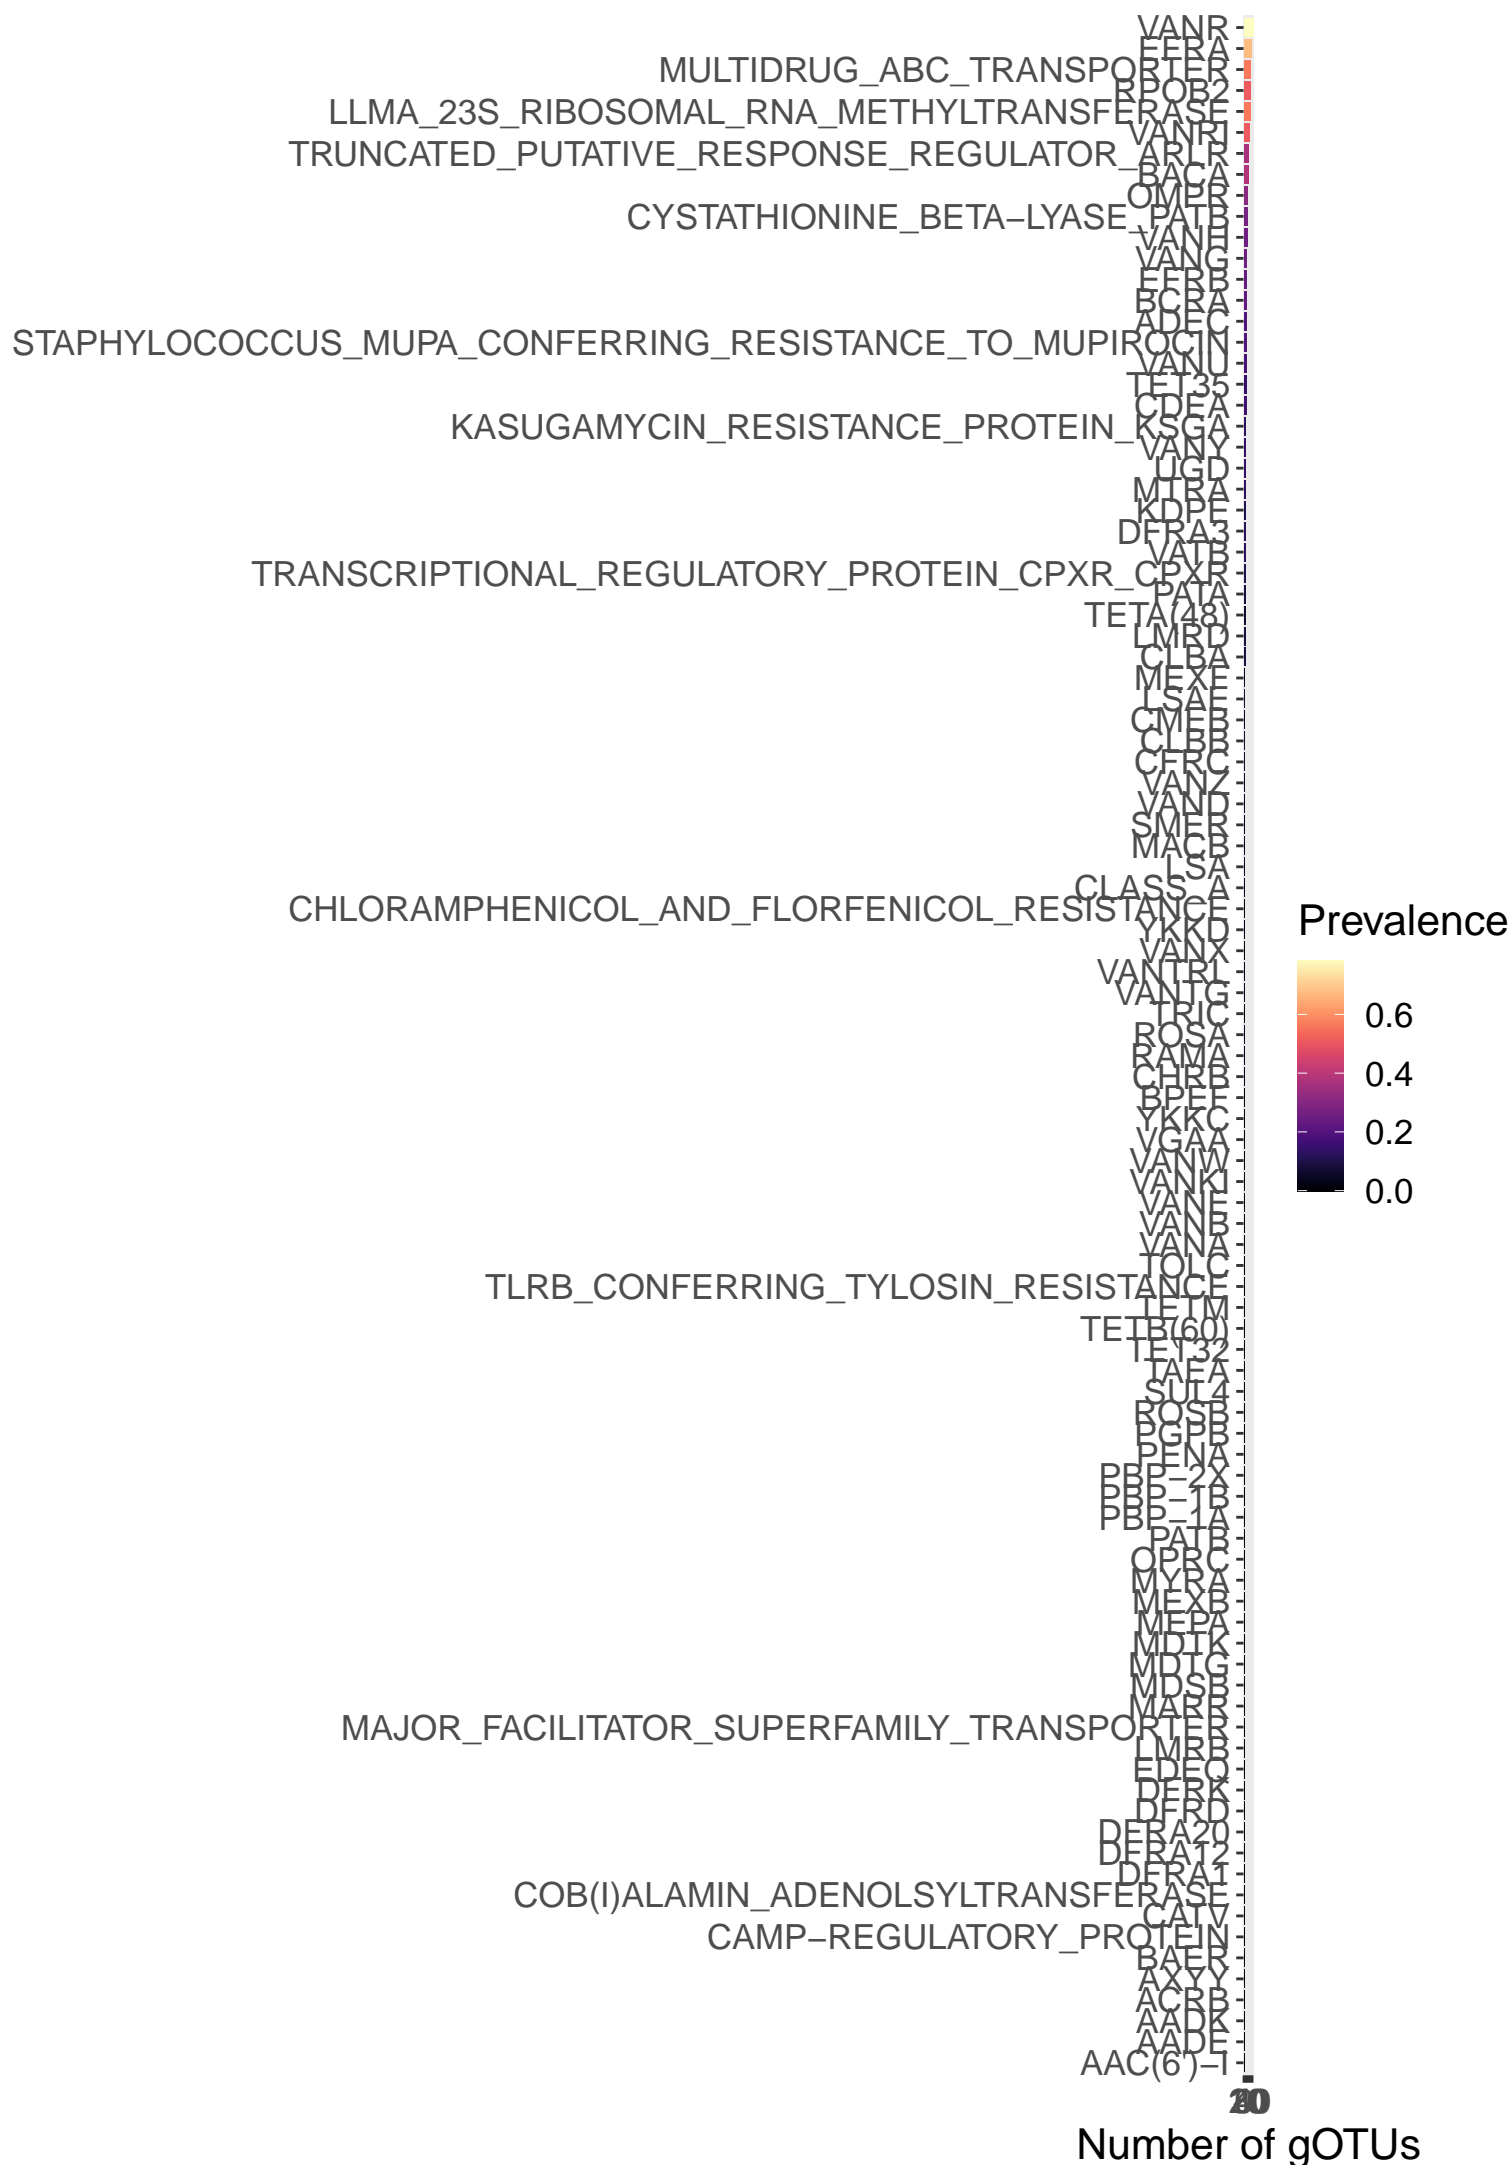 VANR
EFRA
MULTIDRUG_ABC_TRANSPORTER
RPOB2
LLMA_23S_RIBOSOMAL_RNA_METHYLTRANSFERASE
VANRI
TRUNCATED_PUTATIVE_RESPONSE_REGULATOR_ARLR
BACA
OMPR
CYSTATHIONINE_BETA−LYASE_PATB
VANH
VANG
EFRB
BCRA
ADEC
STAPHYLOCOCCUS_MUPA_CONFERRING_RESISTANCE_TO_MUPIROCIN
VANU
TET35
CDEA
KASUGAMYCIN_RESISTANCE_PROTEIN_KSGA
VANY
UGD
MTRA
KDPE
DFRA3
VATB
TRANSCRIPTIONAL_REGULATORY_PROTEIN_CPXR_CPXR
PATA
TETA(48)
LMRD
CLBA
MEXF
LSAE
CMEB
CLBB
CFRC
VANZ
VAND
SMER
MACB
LSA
CLASS_A
CHLORAMPHENICOL_AND_FLORFENICOL_RESISTANCE
YKKD
VANX
VANTRL
VANTG
TRIC
ROSA
RAMA
CHRB
BPEF
YKKC
VGAA
VANW
VANKI
VANE
VANB
VANA
TOLC
TLRB_CONFERRING_TYLOSIN_RESISTANCE
TETM
TETB(60)
TET32
TAEA
SUL4
ROSB
PGPB
PENA
PBP−2X
PBP−1B
PBP−1A
PATB
OPRC
MYRA
MEXB
MEPA
MDTK
MDTG
MDSB
MARR
MAJOR_FACILITATOR_SUPERFAMILY_TRANSPORTER
LMRB
EDEQ
DFRK
DFRD
DFRA20
DFRA12
DFRA1
COB(I)ALAMIN_ADENOLSYLTRANSFERASE
CATV
CAMP−REGULATORY_PROTEIN
BAER
AXYY
ACRB
AADK
AADE
AAC(6')−I
Number of gOTUs
Prevalence
0.6
0.4
0.2
0.0